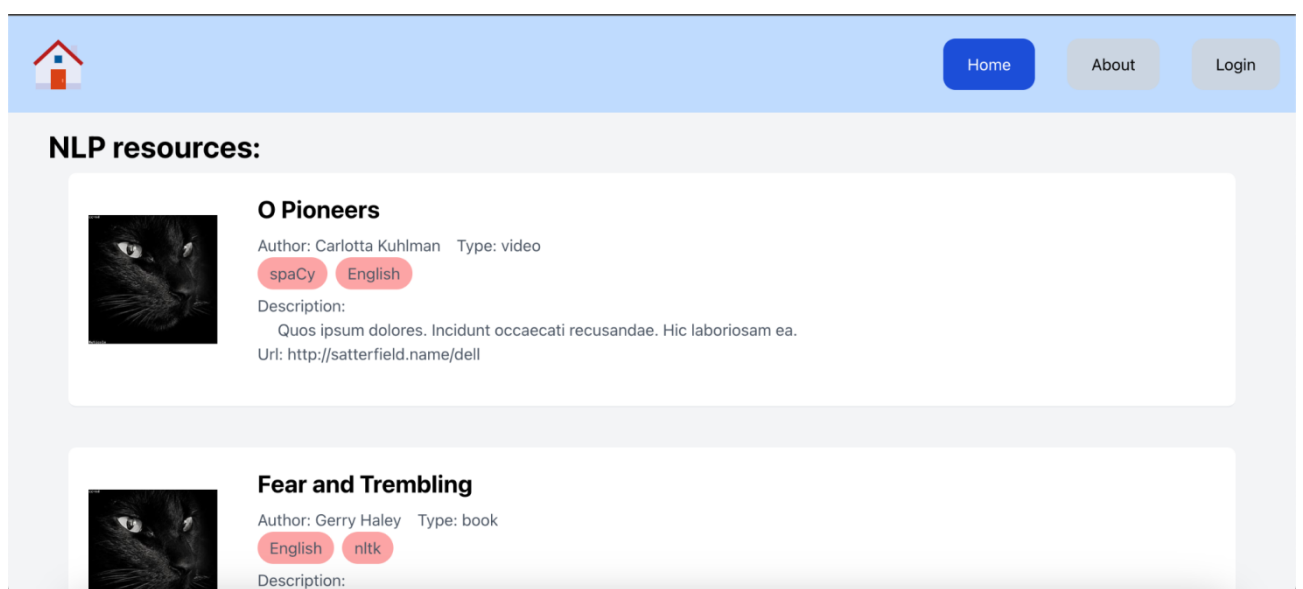 Home About Login
NLP resources:
O Pioneers
Author: Carlotta Kuhlman Type: video
spaCy English
Description:
Quos ipsum dolores. Incidunt occaecati recusandae. Hic laboriosam ea.
Url: http://satterfield.name/dell
Fear and Trembling
Author: Gerry Haley Type: book
English nltk
Description: